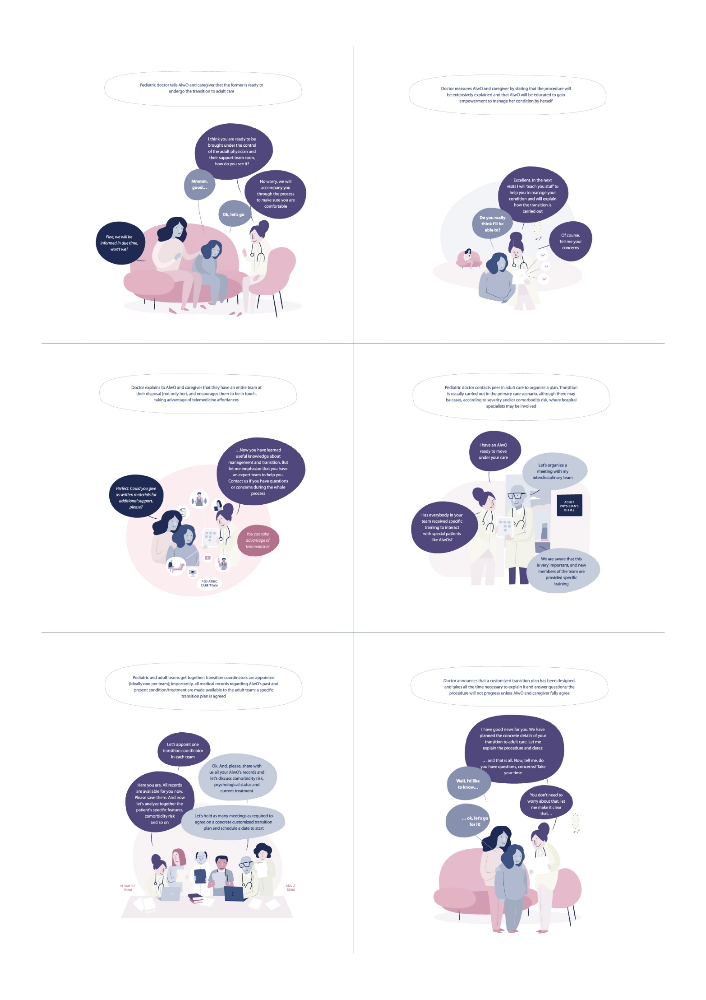 Pediatric doctor tells AlwO and caregiver that the former is ready to
undergo the transition to adult care
I think you are ready to be
brought under the control
of the adult physician and
their support team soon,
how do you see it?
Mmmm,
good...
No worry, we will
accompany you
through the process
to make sure you are
comfortable
Ok, let's go
Fine, we will be
informed in due time,
won't we?
Doctor reassures AlwO and caregiver by stating that the procedure will
be extensively explained and that AlwO will be educated to gain
empowerment to manage her condition by herself
Excellent. In the next
visits I will teach you stuff to
help you to manage your
condition and will explain
how the transition is
carried out
Do you really
think I'll be
able to?
Of course.
Tell me your
concerns
Doctor explains to AlwO and caregiver that they have an entire team at
their disposal (not only her), and encourages them to be in touch,
taking advantage of telemedicine affordances
...Now you have learned
useful knowledge about
management and transition. But
let me emphasize that you have
an expert team to help you.
Contact us if you have questions
or concerns during the whole
process
Perfect. Could you give
us written materials for
additional support,
please?
You can take
advantage of
telemedicine!
PEDIATRIC
CARE TEAM
Pediatric doctor contacts peer in adult care to organize a plan. Transition
is usually carried out in the primary care scenario, although there may
be cases, according to severity and/or comorbodity risk, where hospital
specialists may be involved
I have an AlwO
ready to move
under your care
Let's organize a
meeting with my
interdisciplinary team
ADULT
PHYSICIAN'S
OFFICE
Has everybody in your
team received specific
training to interact
with special patients
like AlwOs?
We are aware that this
is very important, and new
members of the team are
provided specific
training
Pediatric and adult teams get together: transition coordinators are appointed
(ideally one per team); importantly, all medical records regarding AlwO's past and
present condition/treatment are made available to the adult team; a specific
transition plan is agreed
Let's appoint one
transition coordinator
in each team
Ok. And, please, share with
us all your AlwO's records and
let's discuss comorbidity risk,
psychological status and
current treatment
Here you are. All records
are available for you now.
Please save them. And now
let's analyze together the
patient's specific features,
comorbidity risk
and so on
Let's hold as many meetings as required to
agree on a concrete customized transition
plan and schedule a date to start
PEDIATRIC
TEAM
ADULT
TEAM
Doctor announces that a customized transition plan has been designed,
and takes all the time necessary to explain it and answer questions; the
procedure will not progress unless AlwO and caregiver fully agree
I have good news for you. We have
planned the concrete details of your
transition to adult care. Let me
explain the procedure and dates:
... and that is all. Now, tell me, do
you have questions, concerns? Take
your time
Well, I'd like
to know...
You don't need to
worry about that, let
me make it clear
that...
... ok, let's go
for it!